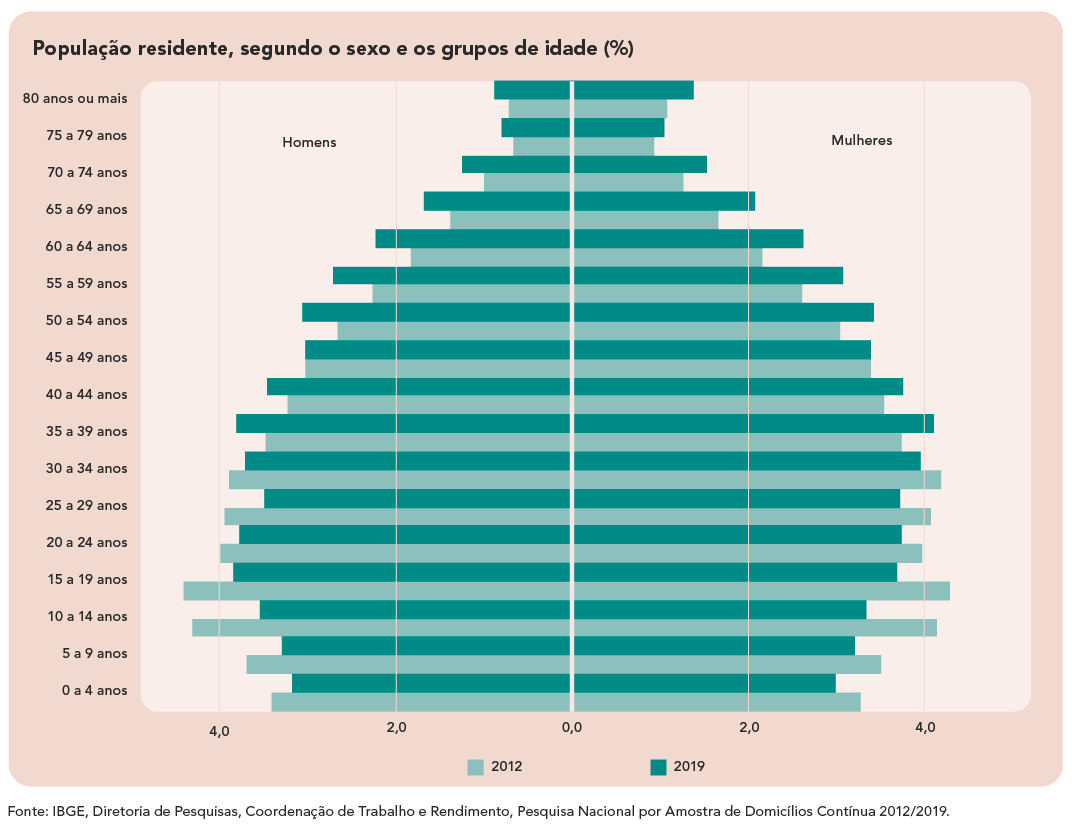 População residente, segundo o sexo e os grupos de idade (%)
80 anos ou mais
75 a 79 anos
Homens
Mulheres
70 a 74 anos
65 a 69 anos
60 a 64 anos
55 a 59 anos
50 a 54 anos
45 a 49 anos
40 a 44 anos
35 a 39 anos
30 a 34 anos
25 a 29 anos
20 a 24 anos
15 a 19 anos
10 a 14 anos
5 a 9 anos
0 a 4 anos
4,0 2,0 0,0 2,0 4,0
2012 2019
Fonte: IBGE, Diretoria de Pesquisas, Coordenação de Trabalho e Rendimento, Pesquisa Nacional por Amostra de Domicílios Contínua 2012/2019.